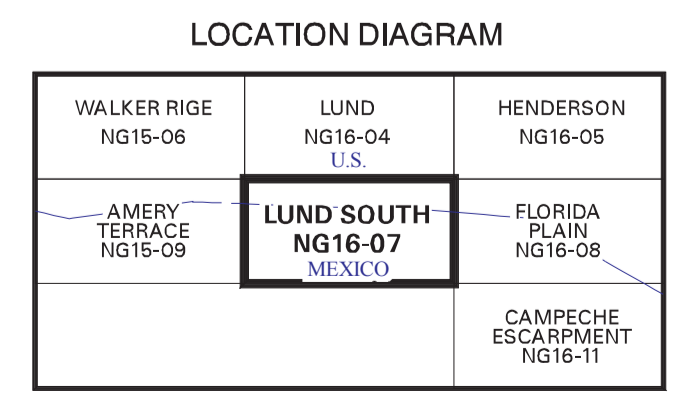 LOCATION DIAGRAM
WALKER RIGE
NG15-06
LUND
NG16-04
U.S.
HENDERSON
NG16-05
AMERY
TERRACE
NG15-09
LUND SOUTH
NG16-07
MEXICO
FLORIDA
PLAIN
NG16-08
CAMPECHE
ESCARPMENT
NG16-11